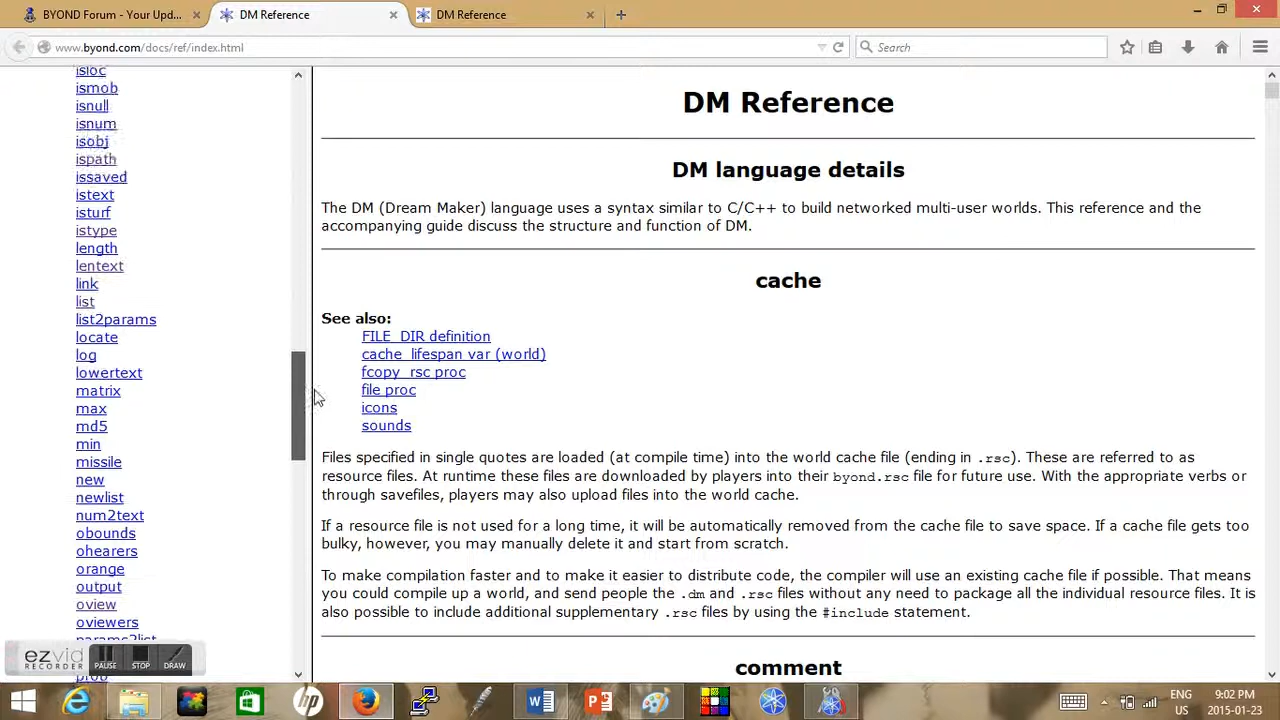 BYOND Forum - Your Upd...
DM Reference
DM Reference
www.byond.com/docs/ref/index.html
Search
isloc
ismob
isnull
isnum
isobj
ispath
issaved
istext
isturf
istype
length
lentext
link
list
list2params
locate
log
lowertext
matrix
max
md5
min
missile
new
newlist
num2text
obounds
ohearers
orange
output
oview
oviewers
params2list
prob
DM Reference
DM language details
The DM (Dream Maker) language uses a syntax similar to C/C++ to build networked multi-user worlds. This reference and the
accompanying guide discuss the structure and function of DM.
cache
See also:
FILE_DIR definition
cache_lifespan var (world)
fcopy_rsc proc
file proc
icons
sounds
Files specified in single quotes are loaded (at compile time) into the world cache file (ending in .rsc). These are referred to as
resource files. At runtime these files are downloaded by players into their byond.rsc file for future use. With the appropriate verbs or
through savefiles, players may also upload files into the world cache.
If a resource file is not used for a long time, it will be automatically removed from the cache file to save space. If a cache file gets too
bulky, however, you may manually delete it and start from scratch.
To make compilation faster and to make it easier to distribute code, the compiler will use an existing cache file if possible. That means
you could compile up a world, and send people the .dm and .rsc files without any need to package all the individual resource files. It is
also possible to include additional supplementary .rsc files by using the #include statement.
comment
ezvid
RECORDER
PAUSE
STOP
DRAW
ENG
US
9:02 PM
2015-01-23